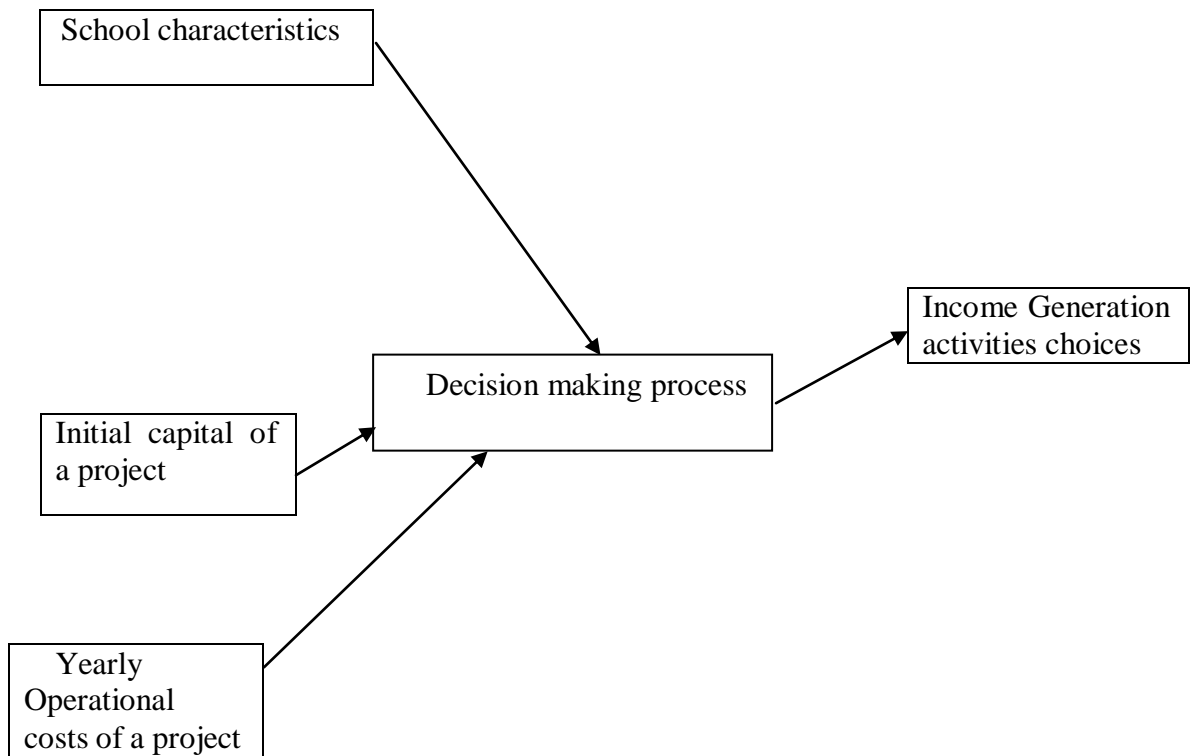 School characteristics
Income Generation
activities choices
Decision making process
Initial capital of
a project
Yearly
Operational
costs of a project